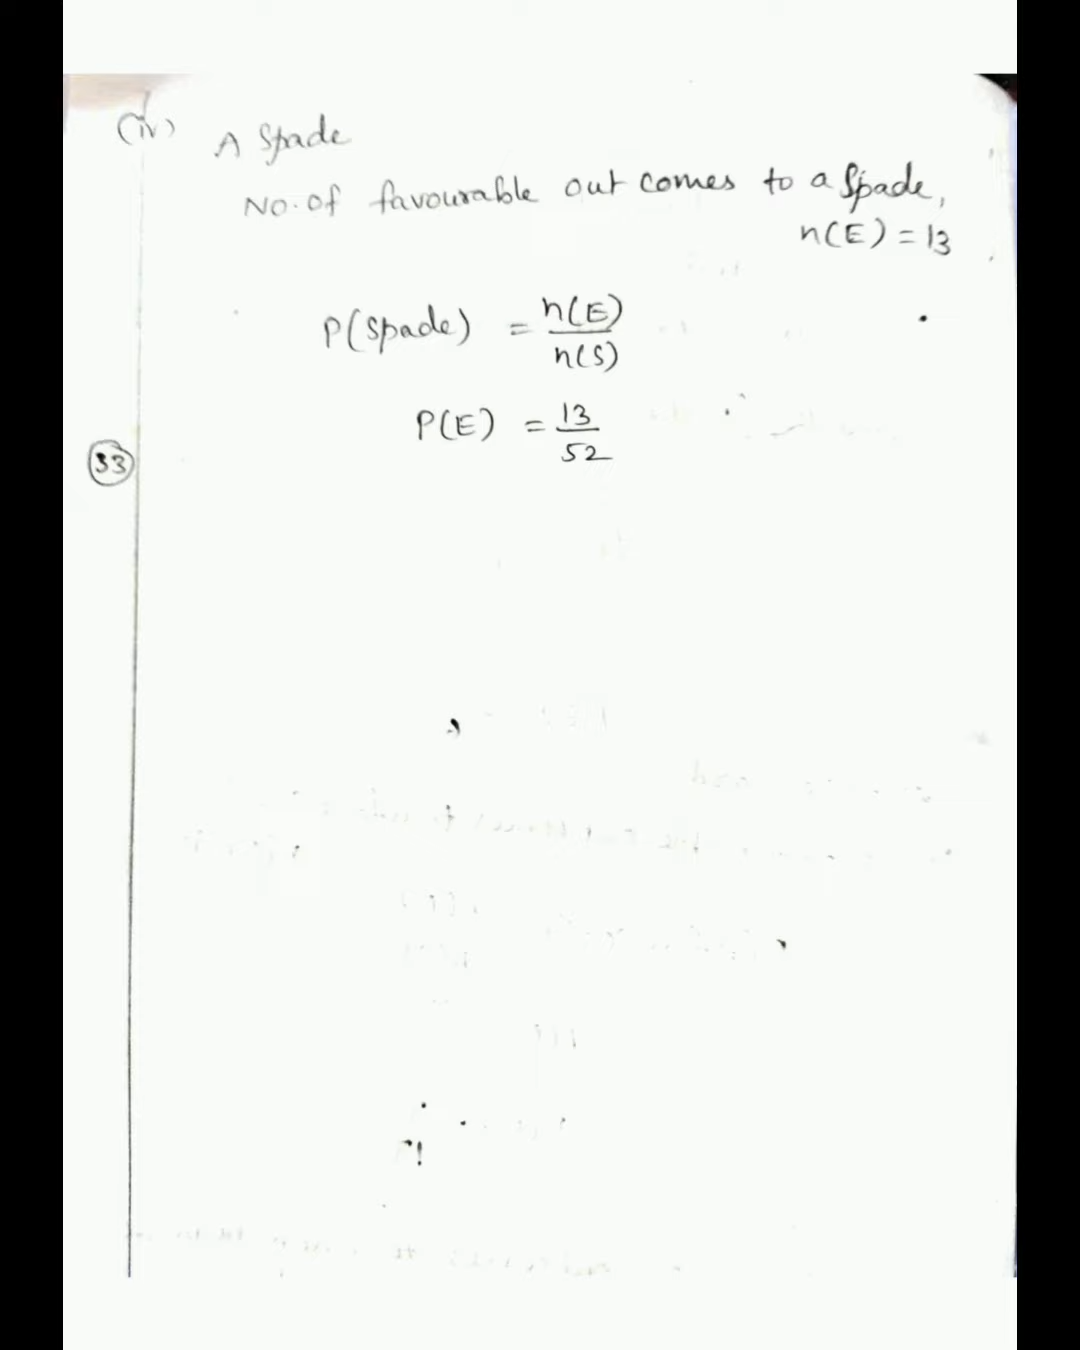 (iv) A Spade
No. of favourable out comes to a Spade,
n(E) = 13
P(Spade) = n(E)/n(S)
P(E) = 13/52
33